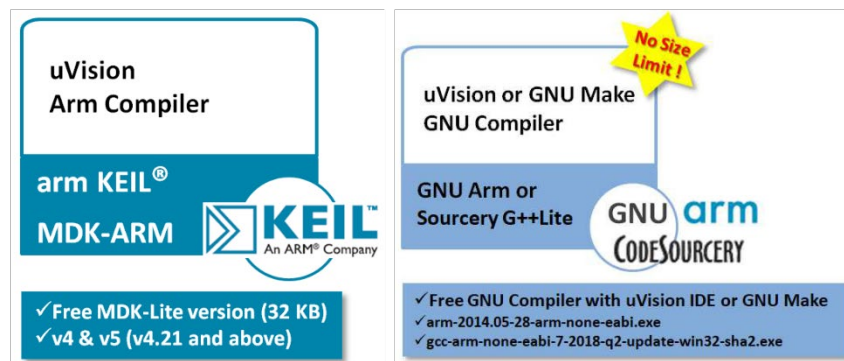 uVision
Arm Compiler
arm KEIL®
MDK-ARM
KEIL™
An ARM® Company
✓Free MDK-Lite version (32 KB)
✓v4 & v5 (v4.21 and above)
No Size
Limit !
uVision or GNU Make
GNU Compiler
GNU Arm or
Sourcery G++Lite
GNU arm
CODESOURCERY
✓Free GNU Compiler with uVision IDE or GNU Make
✓arm-2014.05-28-arm-none-eabi.exe
✓gcc-arm-none-eabi-7-2018-q2-update-win32-sha2.exe